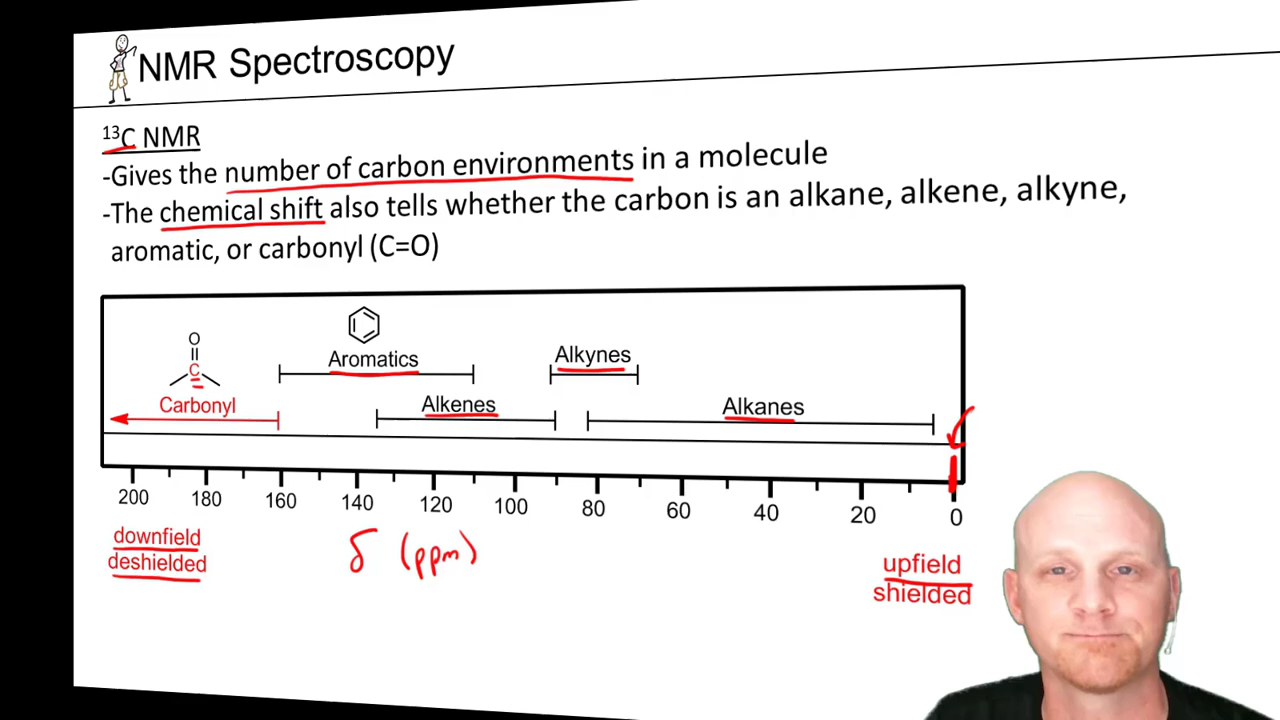 NMR Spectroscopy
¹³C NMR
-Gives the number of carbon environments in a molecule
-The chemical shift also tells whether the carbon is an alkane, alkene, alkyne,
aromatic, or carbonyl (C=O)
O
C
Carbonyl
Aromatics
Alkenes
Alkynes
Alkanes
200 180 160 140 120 100 80 60 40 20 0
downfield
deshielded
δ (ppm)
upfield
shielded